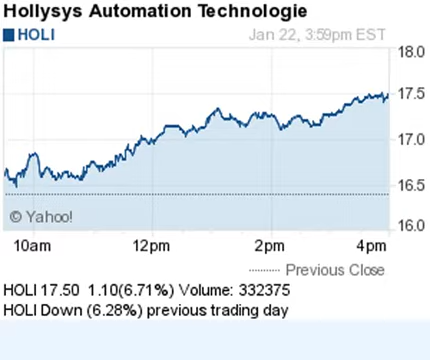 Hollysys Automation Technologie
HOLI Jan 22, 3:59pm EST
18.0
17.5
17.0
16.5
16.0
© Yahoo!
10am 12pm 2pm 4pm
Previous Close
HOLI 17.50 1.10(6.71%) Volume: 332375
HOLI Down (6.28%) previous trading day